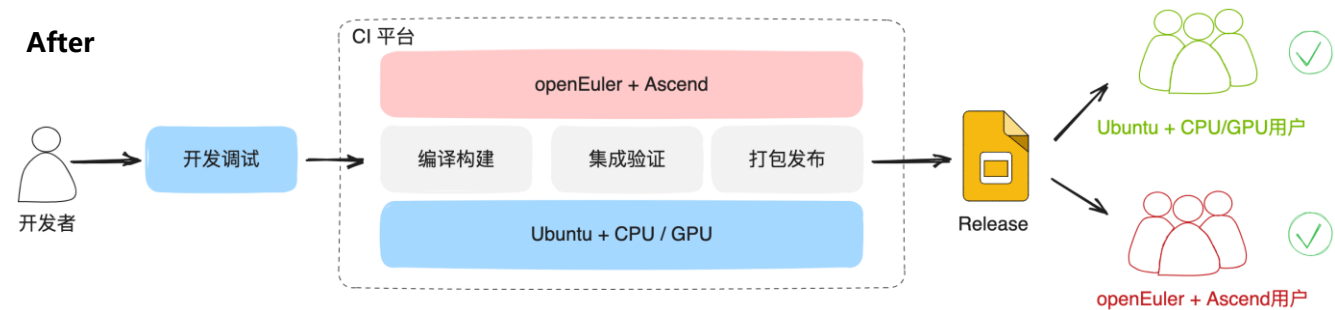 After
CI 平台
openEuler + Ascend
开发调试
编译构建
集成验证
打包发布
Ubuntu + CPU / GPU
开发者
Release
Ubuntu + CPU/GPU用户
openEuler + Ascend用户